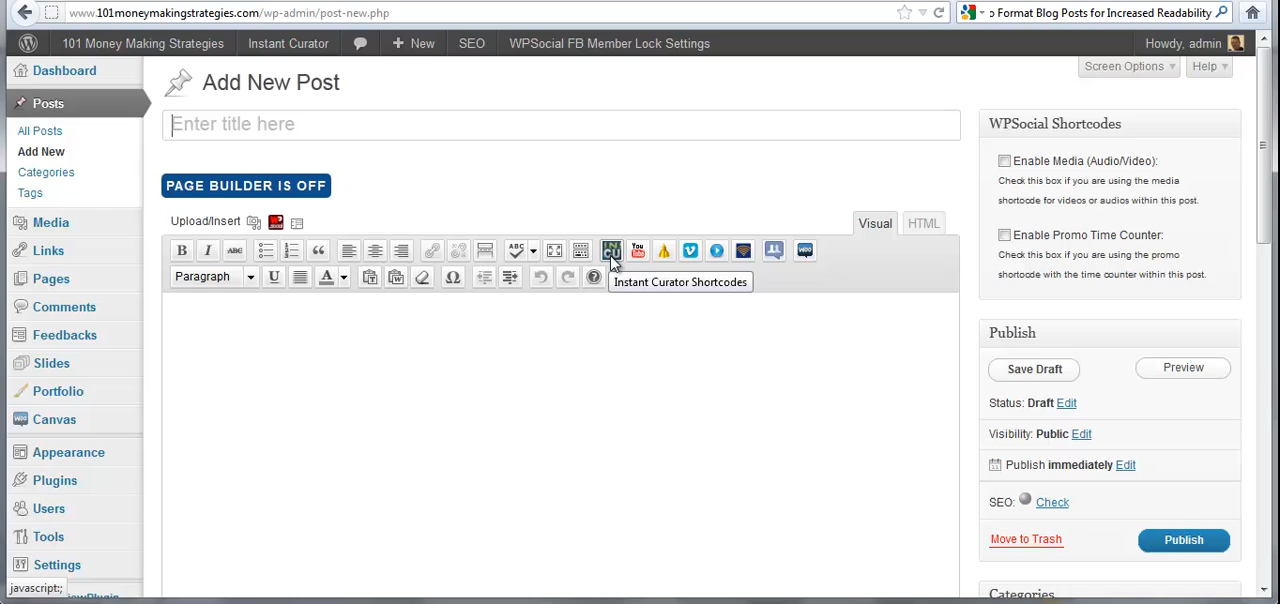 www.101moneymakingstrategies.com/wp-admin/post-new.php
o Format Blog Posts for Increased Readability
101 Money Making Strategies
Instant Curator
New
SEO
WPSocial FB Member Lock Settings
Howdy, admin
Dashboard
Posts
All Posts
Add New
Categories
Tags
Media
Links
Pages
Comments
Feedbacks
Slides
Portfolio
Canvas
Appearance
Plugins
Users
Tools
Settings
javascript:;
Add New Post
Screen Options
Help
Enter title here
PAGE BUILDER IS OFF
Upload/Insert
Visual
HTML
B I ABC
ABC
IN CU
You
Paragraph
U
A
Ω
Instant Curator Shortcodes
WPSocial Shortcodes
Enable Media (Audio/Video):
Check this box if you are using the media
shortcode for videos or audios within this post.
Enable Promo Time Counter:
Check this box if you are using the promo
shortcode with the time counter within this post.
Publish
Save Draft
Preview
Status: Draft Edit
Visibility: Public Edit
Publish immediately Edit
SEO:
Check
Move to Trash
Publish
Categories